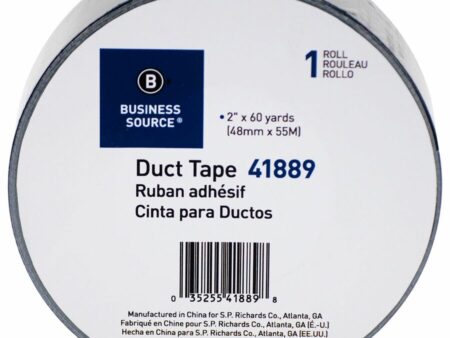 B
BUSINESS
SOURCE®
1 ROLL
ROULEAU
ROLLO
• 2" x 60 yards
(48mm x 55M)
Duct Tape 41889
Ruban adhésif
Cinta para Ductos
0 35255 41889 8
Manufactured in China for S.P. Richards Co., Atlanta, GA
Fabriqué en Chine pour S.P. Richards Co., Atlanta, GA (É.-U.)
Hecha en China para S.P. Richards Co., Atlanta, GA (EE.UU.)